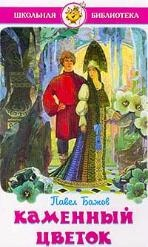 ШКОЛЬНАЯ БИБЛИОТЕКА
Павел Бажов
КАМЕННЫЙ
ЦВЕТОК